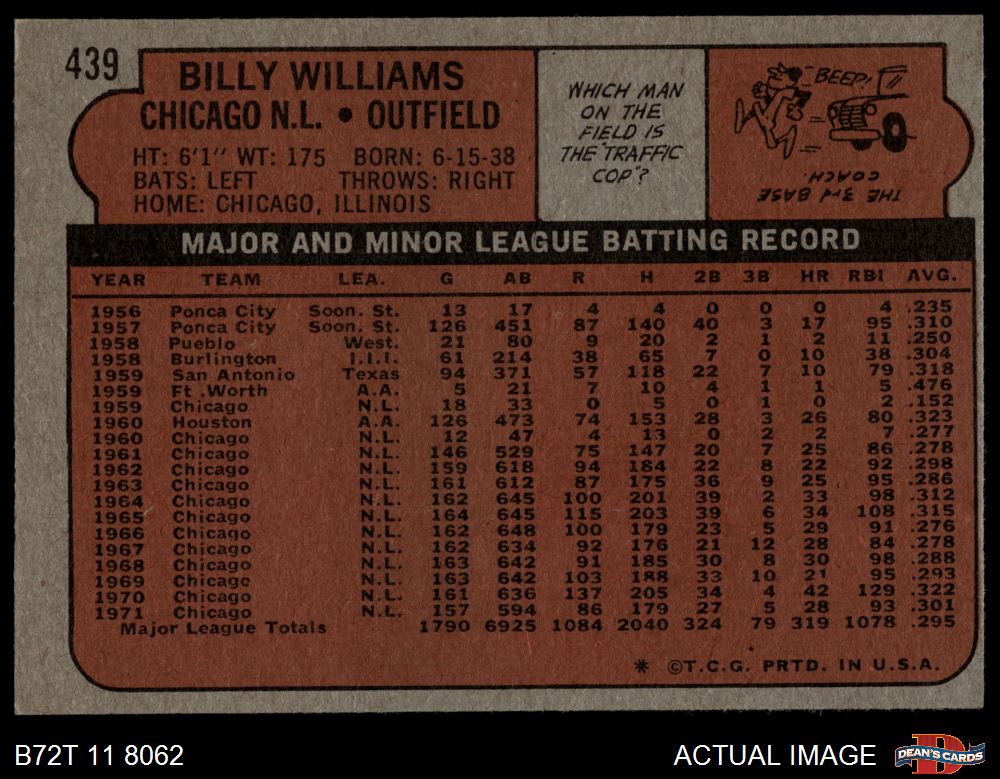 439
BILLY WILLIAMS
CHICAGO N.L. • OUTFIELD
HT: 6'1" WT: 175 BORN: 6-15-38
BATS: LEFT THROWS: RIGHT
HOME: CHICAGO, ILLINOIS
WHICH MAN
ON THE
FIELD IS
THE "TRAFFIC
COP"?
BEEP!
THE 3rd BASE
COACH.
MAJOR AND MINOR LEAGUE BATTING RECORD
YEAR TEAM LEA. G AB R H 2B 3B HR RBI AVG.
1956 Ponca City Soon. St. 13 17 4 4 0 0 0 4 .235
1957 Ponca City Soon. St. 126 451 87 140 40 3 17 95 .310
1958 Pueblo West. 21 80 9 20 2 1 2 11 .250
1958 Burlington I.I.I. 61 214 38 65 7 0 10 38 .304
1959 San Antonio Texas 94 371 57 118 22 7 10 79 .318
1959 Ft .Worth A.A. 5 21 7 10 4 1 1 5 .476
1959 Chicago N.L. 18 33 0 5 0 1 0 2 .152
1960 Houston A.A. 126 473 74 153 28 3 26 80 .323
1960 Chicago N.L. 12 47 4 13 0 2 2 7 .277
1961 Chicago N.L. 146 529 75 147 20 7 25 86 .278
1962 Chicago N.L. 159 618 94 184 22 8 22 92 .298
1963 Chicago N.L. 161 612 87 175 36 9 25 95 .286
1964 Chicago N.L. 162 645 100 201 39 2 33 98 .312
1965 Chicago N.L. 164 645 115 203 39 6 34 108 .315
1966 Chicago N.L. 162 648 100 179 23 5 29 91 .276
1967 Chicago N.L. 162 634 92 176 21 12 28 84 .278
1968 Chicago N.L. 163 642 91 185 30 8 30 98 .288
1969 Chicago N.L. 163 642 103 188 33 10 21 95 .293
1970 Chicago N.L. 161 636 137 205 34 4 42 129 .322
1971 Chicago N.L. 157 594 86 179 27 5 28 93 .301
Major League Totals 1790 6925 1084 2040 324 79 319 1078 .295
* ©T.C.G. PRTD. IN U.S.A.
B72T 11 8062
ACTUAL IMAGE
DEAN'S CARDS